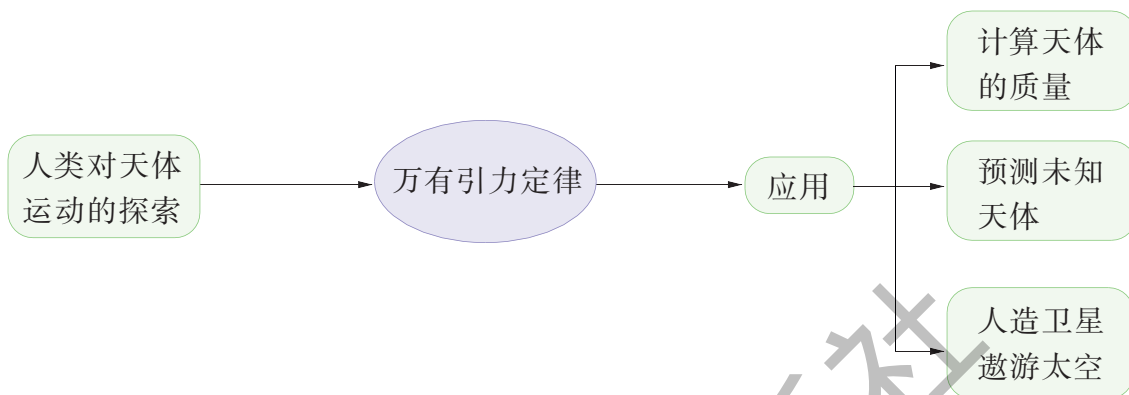 人类对天体
运动的探索
万有引力定律
应用
计算天体
的质量
预测未知
天体
人造卫星
遨游太空
社